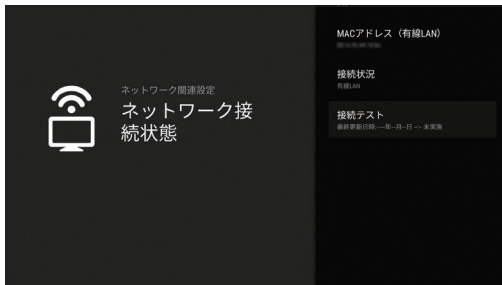 ネットワーク関連設定
ネットワーク接
続状態
MACアドレス（有線LAN）
接続状況
有線LAN
接続テスト
最終更新日時:----年--月--日 --> 未実施